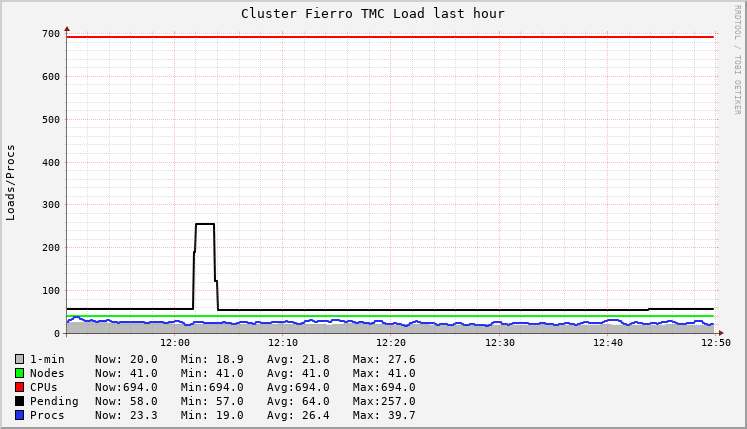 Cluster Fierro TMC Load last hour
RRDTOOL / TOBI OETIKER
Loads/Procs
700
600
500
400
300
200
100
0
12:00 12:10 12:20 12:30 12:40 12:50
1-min Now: 20.0 Min: 18.9 Avg: 21.8 Max: 27.6
Nodes Now: 41.0 Min: 41.0 Avg: 41.0 Max: 41.0
CPUs Now:694.0 Min:694.0 Avg:694.0 Max:694.0
Pending Now: 58.0 Min: 57.0 Avg: 64.0 Max:257.0
Procs Now: 23.3 Min: 19.0 Avg: 26.4 Max: 39.7